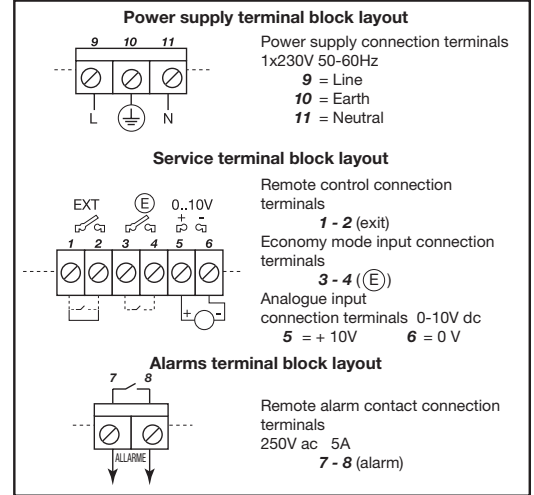 Power supply terminal block layout
9 10 11
L N
Power supply connection terminals
1x230V 50-60Hz
9 = Line
10 = Earth
11 = Neutral
Service terminal block layout
EXT E 0..10V
+ -
1 2 3 4 5 6
+ -
Remote control connection
terminals
1 - 2 (exit)
Economy mode input connection
terminals
3 - 4 (E)
Analogue input
connection terminals 0-10V dc
5 = + 10V 6 = 0 V
Alarms terminal block layout
7 8
ALLARME
Remote alarm contact connection
terminals
250V ac 5A
7 - 8 (alarm)